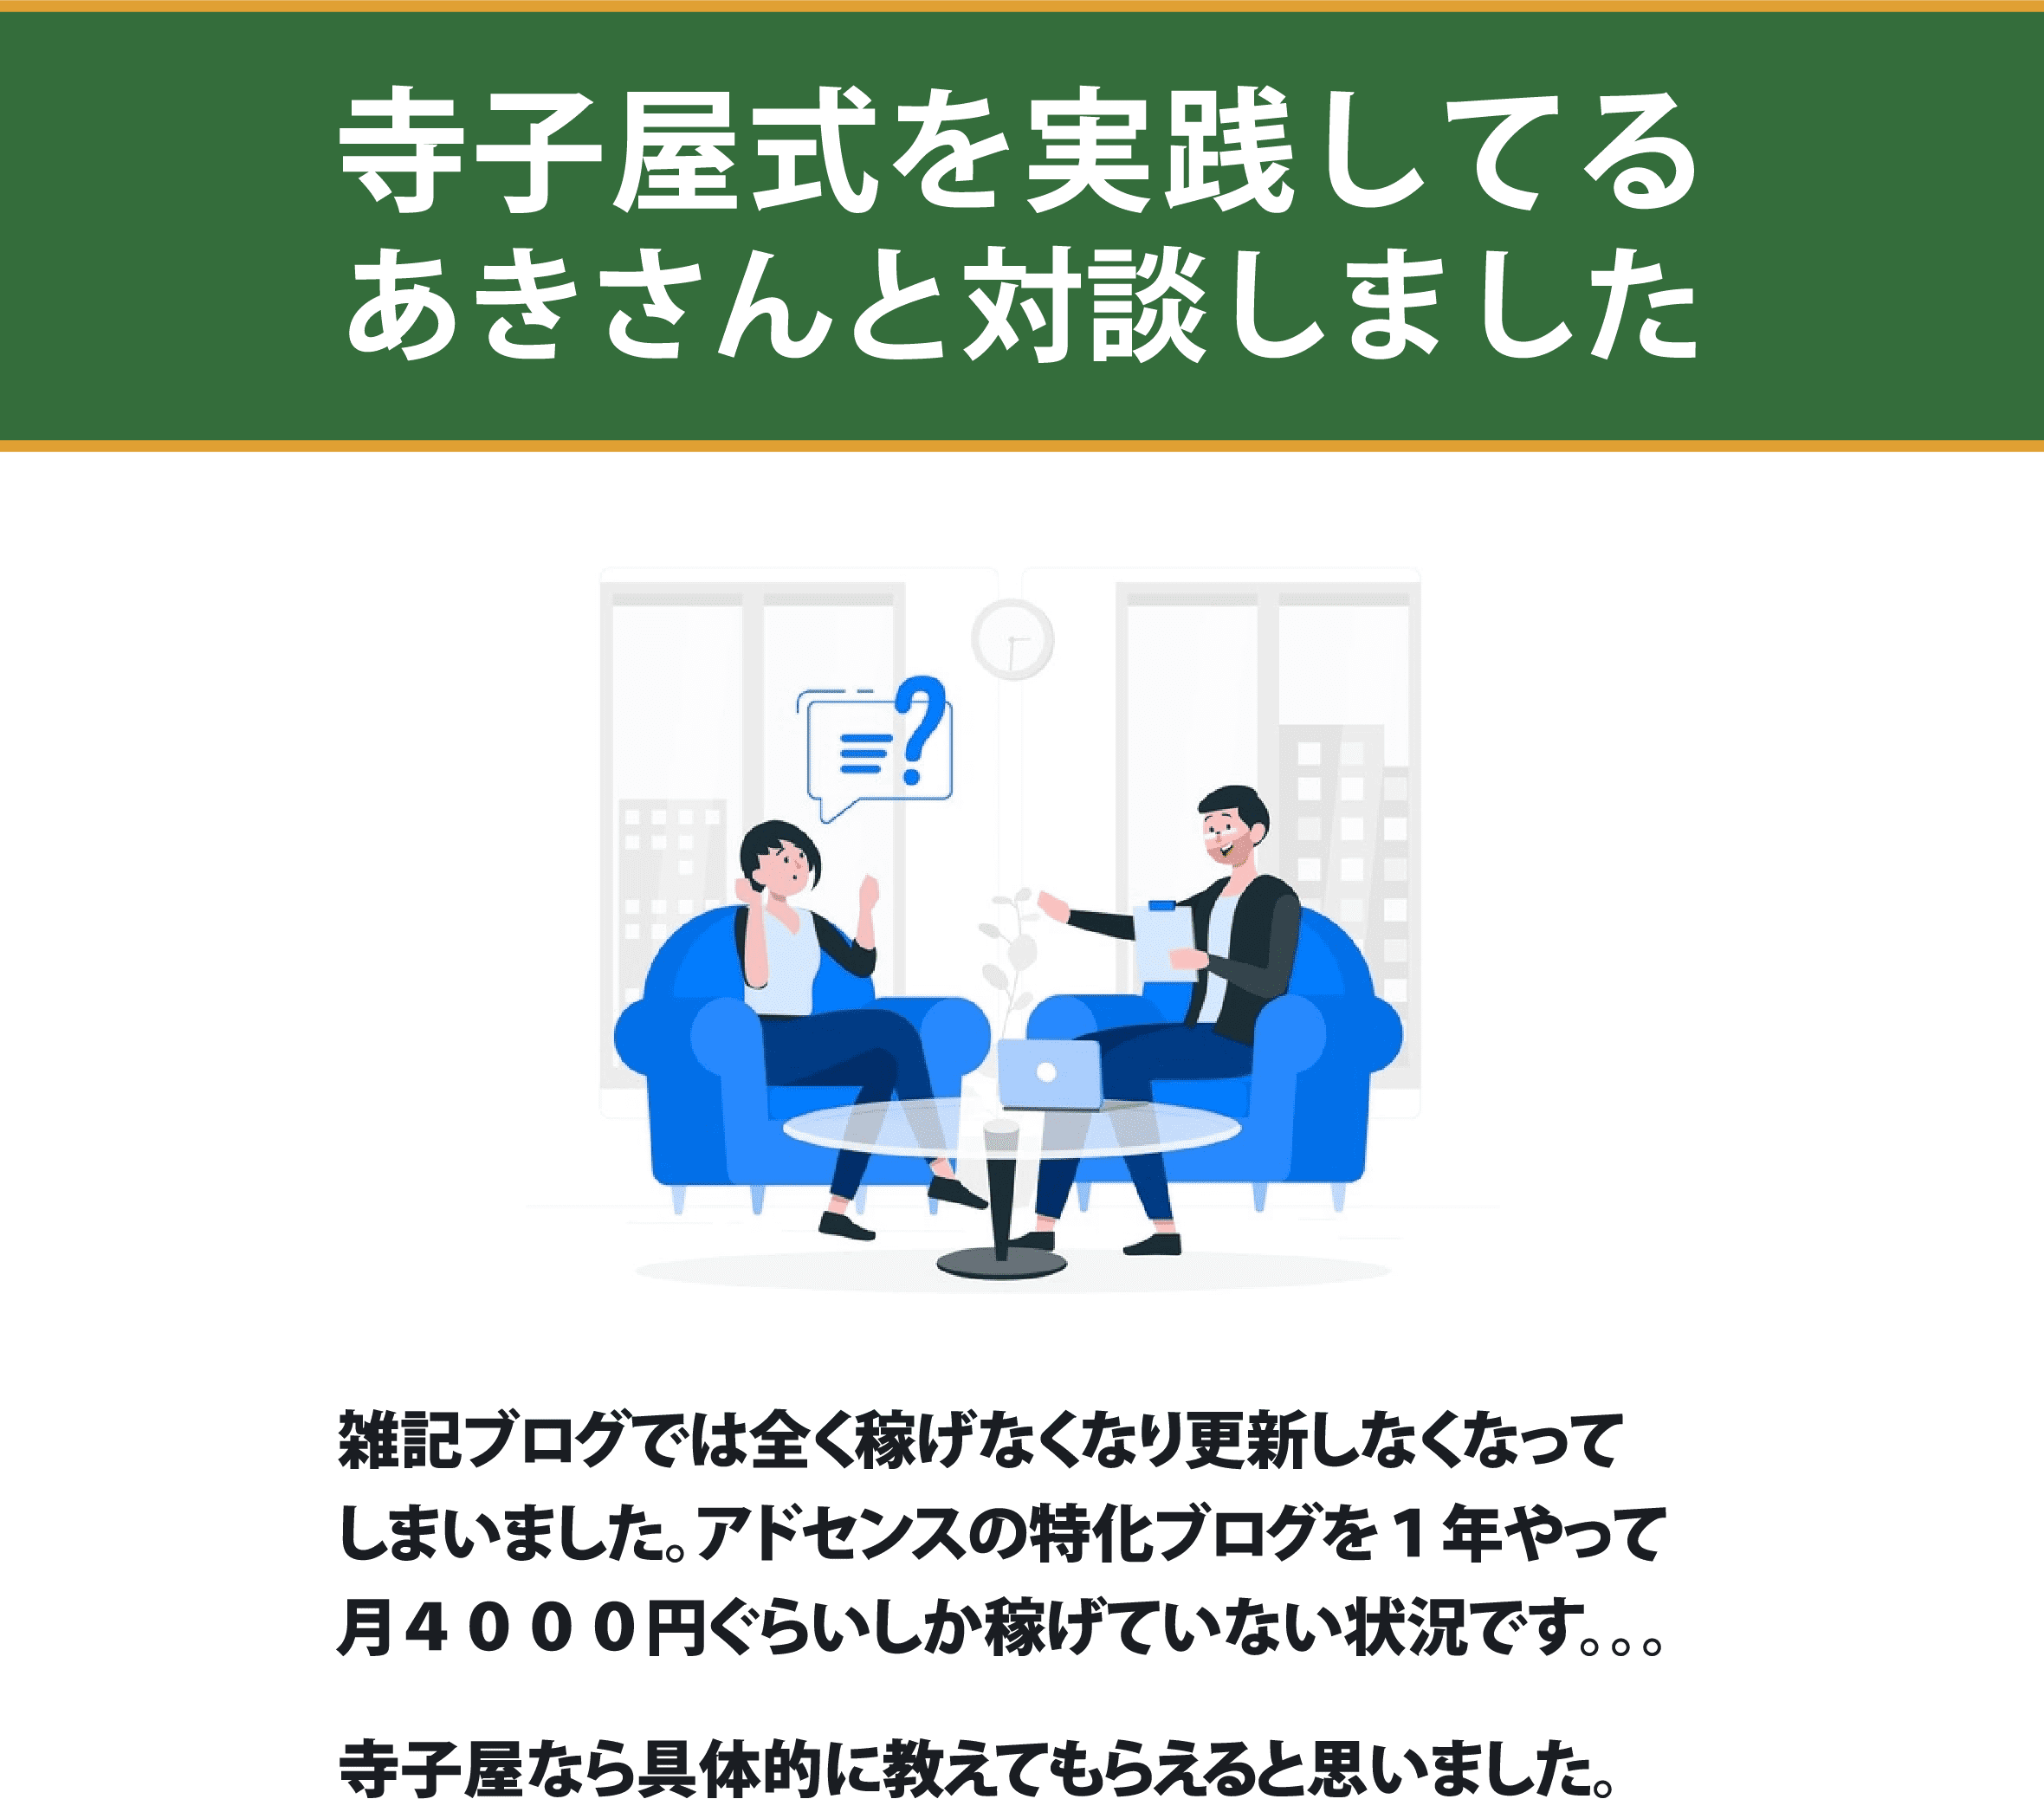 寺子屋式を実践してる
あきさんと対談しました
?
雑記ブログでは全く稼げなくなり更新しなくなって
しまいました。アドセンスの特化ブログを１年やって
月４０００円ぐらいしか稼げていない状況です。。。
寺子屋なら具体的に教えてもらえると思いました。